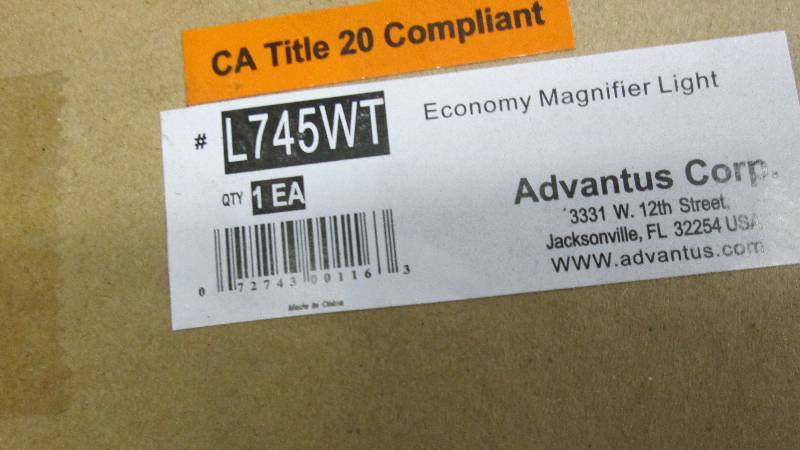 CA Title 20 Compliant
# L745WT
Economy Magnifier Light
QTY 1 EA
Advantus Corp.
3331 W. 12th Street,
Jacksonville, FL 32254 USA
www.advantus.com
0 72743 00116 3
Made in China